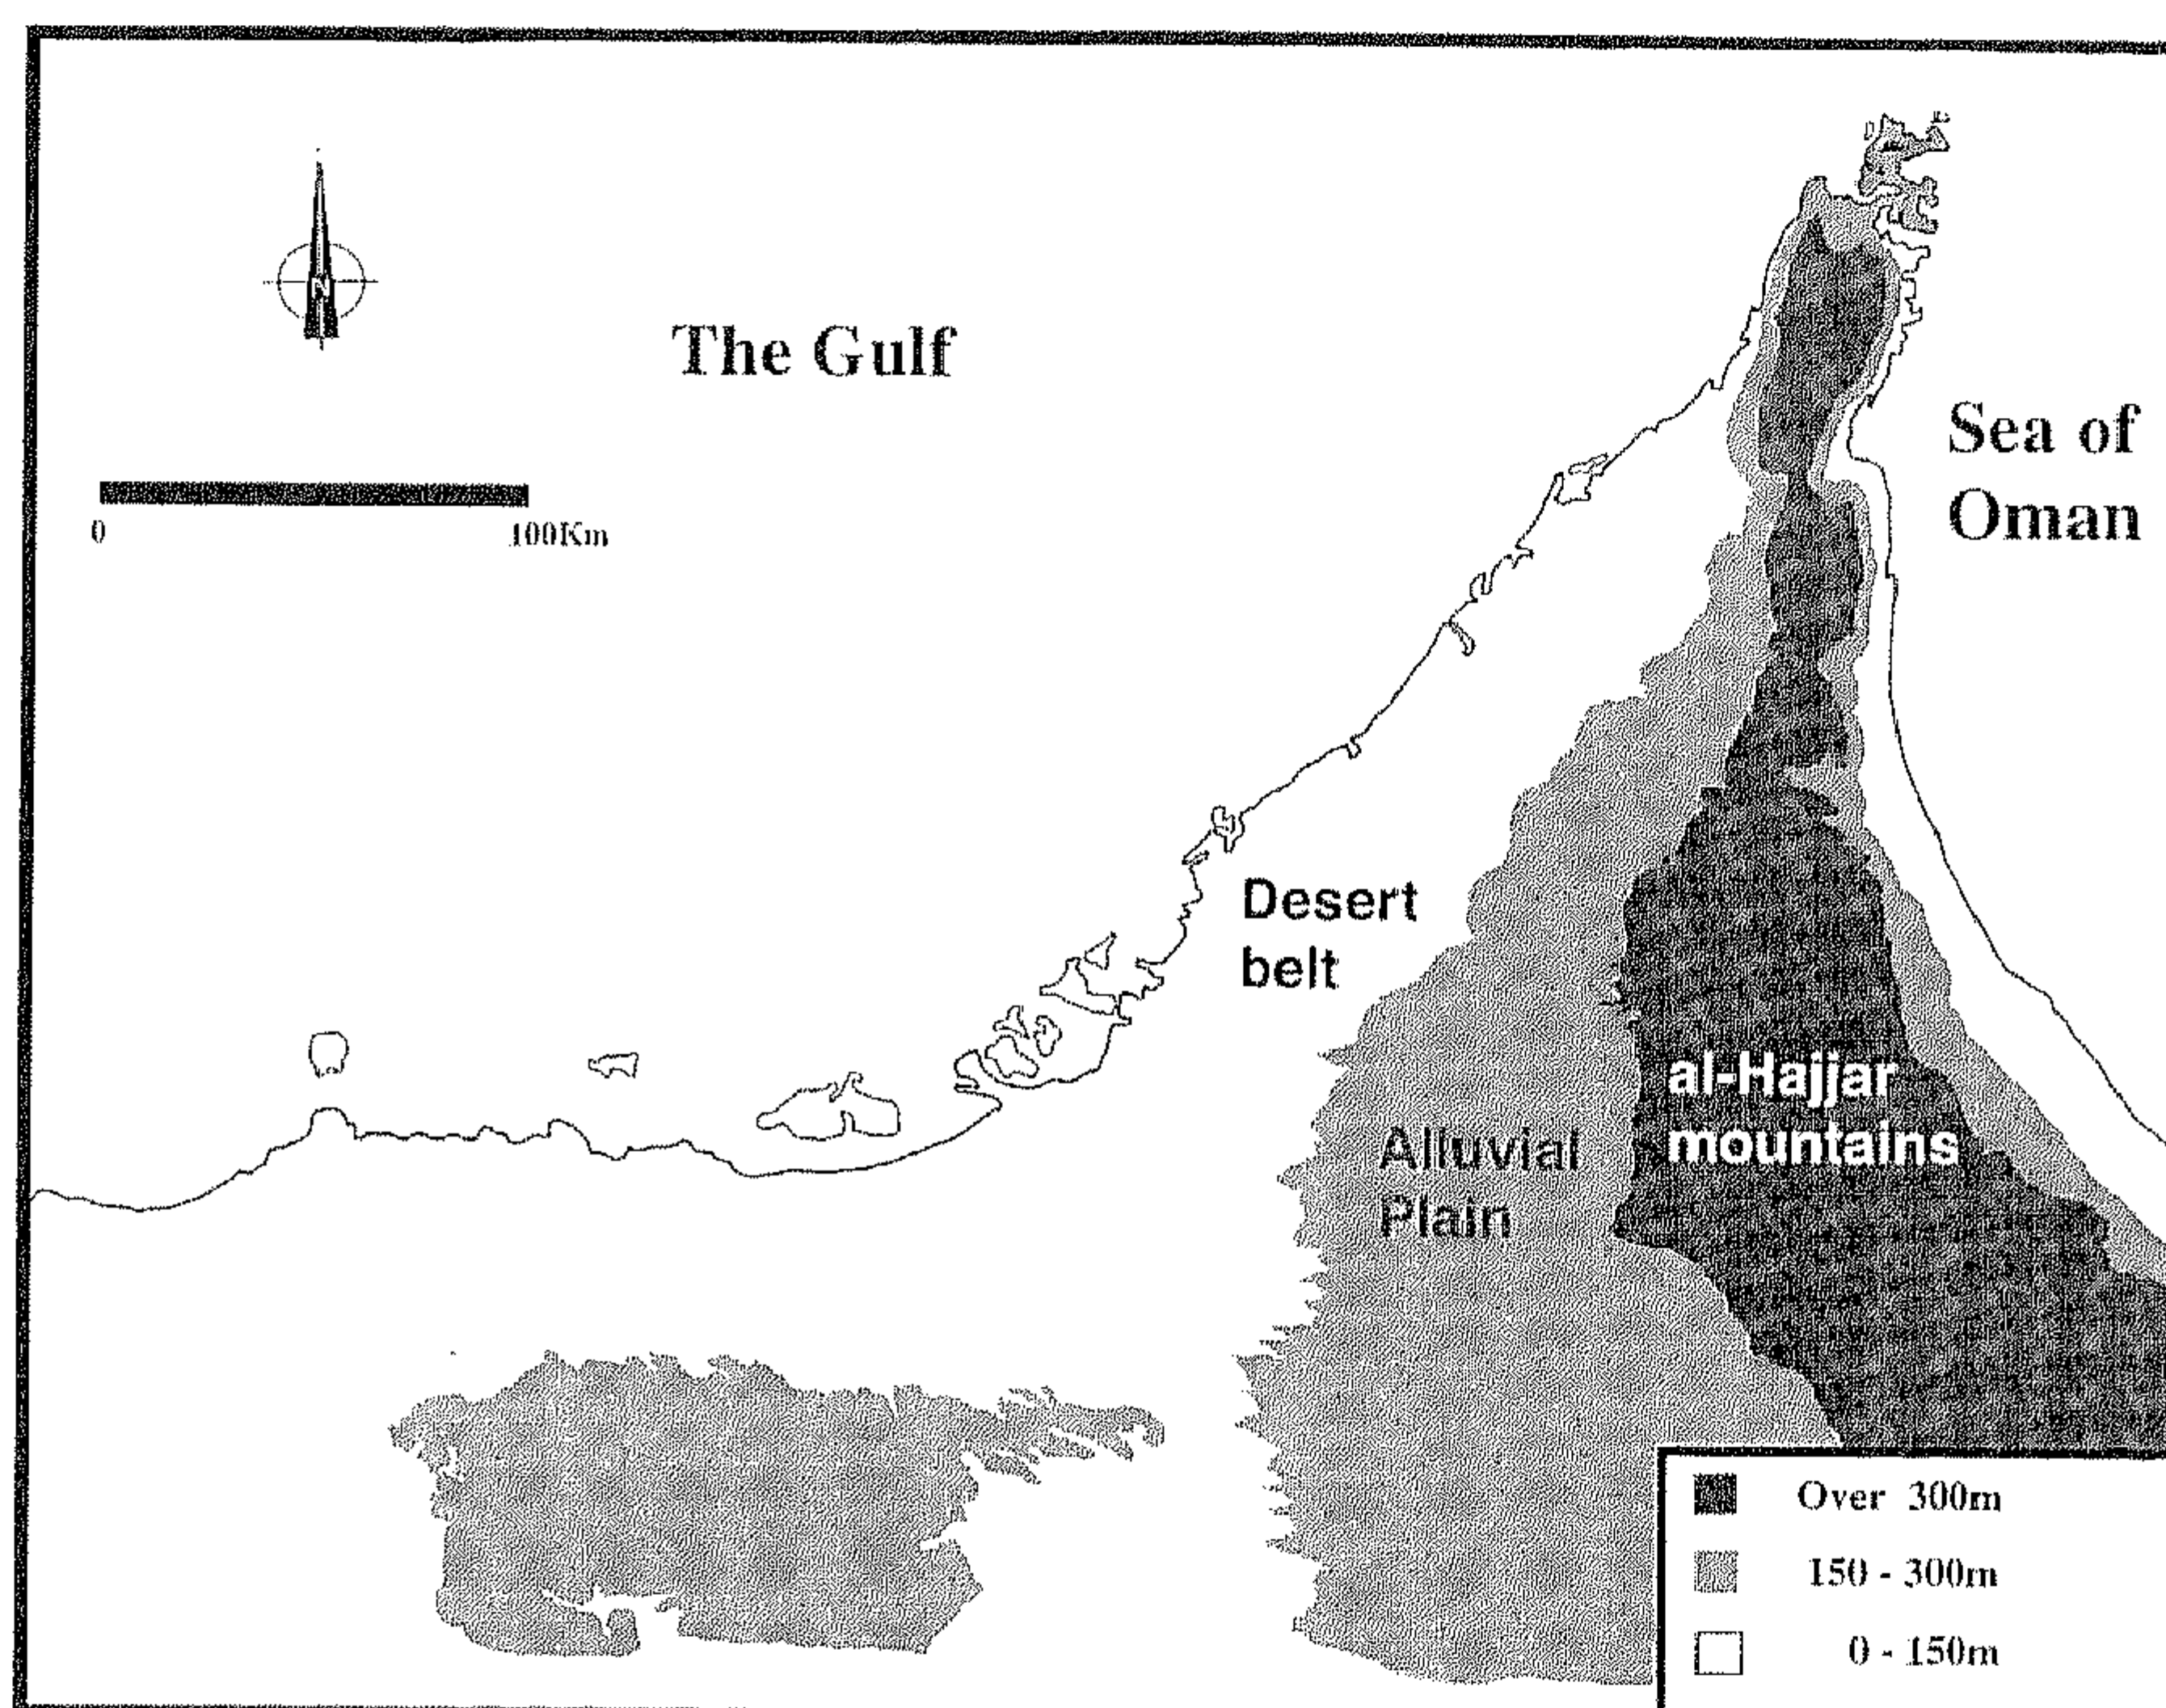 N
The Gulf
Sea of
Oman
0
100Km
Desert
belt
al-Hajjar
mountains
Alluvial
Plain
Over 300m
150 - 300m
0 - 150m